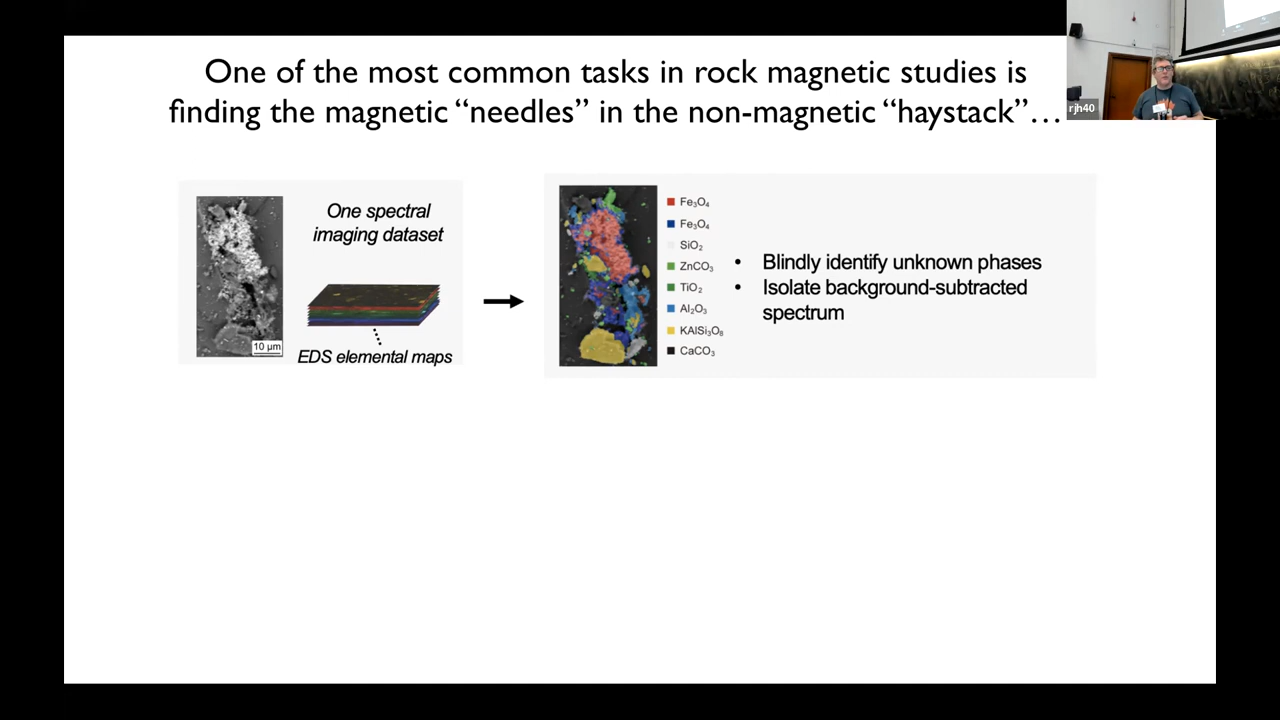 One of the most common tasks in rock magnetic studies is
finding the magnetic “needles” in the non-magnetic “haystack”…
rjh40
One spectral
imaging dataset
10 μm
EDS elemental maps
Fe₃O₄
Fe₃O₄
SiO₂
ZnCO₃
TiO₂
Al₂O₃
KAlSi₃O₈
CaCO₃
• Blindly identify unknown phases
• Isolate background-subtracted
spectrum